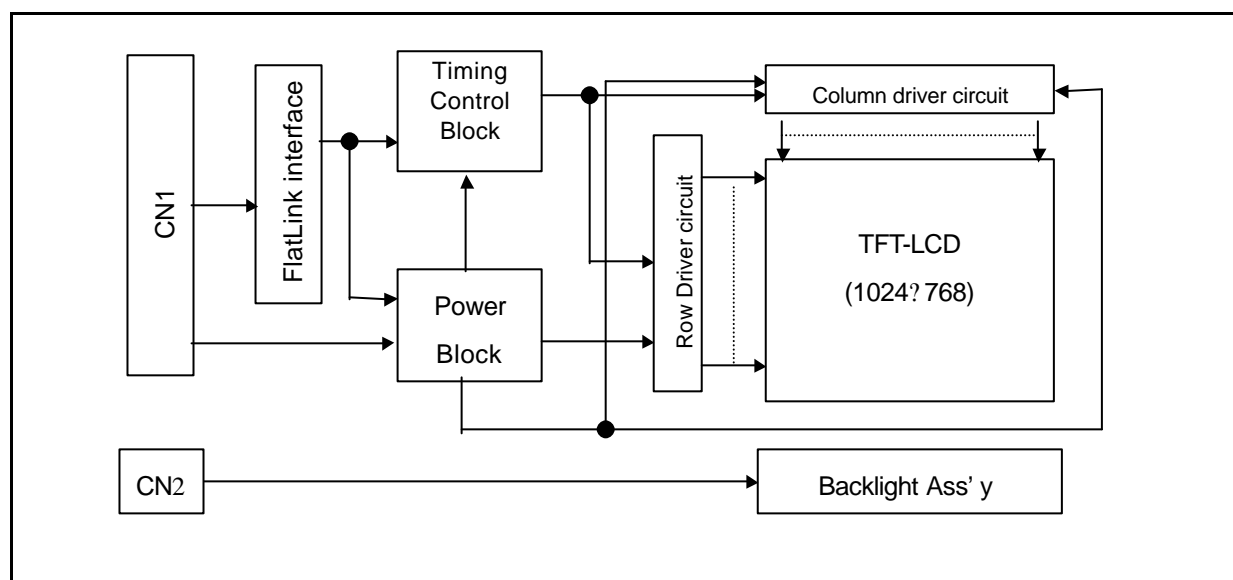 Timing
Control
Block
Column driver circuit
FlatLink interface
CN1
Row Driver circuit
TFT-LCD
(1024? 768)
Power
Block
CN2
Backlight Ass' y